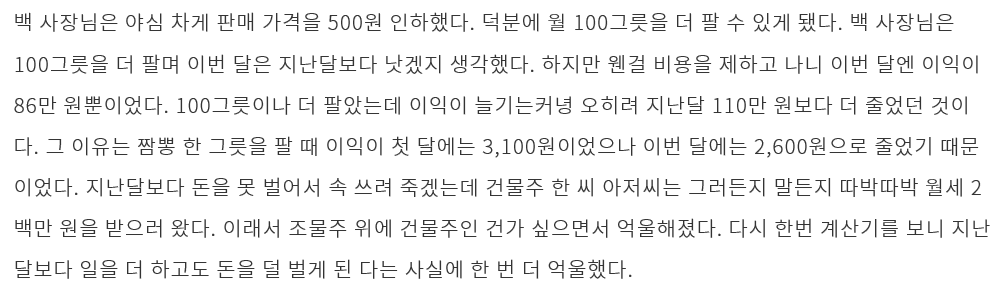 백 사장님은 야심 차게 판매 가격을 500원 인하했다. 덕분에 월 100그릇을 더 팔 수 있게 됐다. 백 사장님은
100그릇을 더 팔며 이번 달은 지난달보다 낫겠지 생각했다. 하지만 웬걸 비용을 제하고 나니 이번 달엔 이익이
86만 원뿐이었다. 100그릇이나 더 팔았는데 이익이 늘기는커녕 오히려 지난달 110만 원보다 더 줄었던 것이
다. 그 이유는 짬뽕 한 그릇을 팔 때 이익이 첫 달에는 3,100원이었으나 이번 달에는 2,600원으로 줄었기 때문
이었다. 지난달보다 돈을 못 벌어서 속 쓰려 죽겠는데 건물주 한 씨 아저씨는 그러든지 말든지 따박따박 월세 2
백만 원을 받으러 왔다. 이래서 조물주 위에 건물주인 건가 싶으면서 억울해졌다. 다시 한번 계산기를 보니 지난
달보다 일을 더 하고도 돈을 덜 벌게 된 다는 사실에 한 번 더 억울했다.